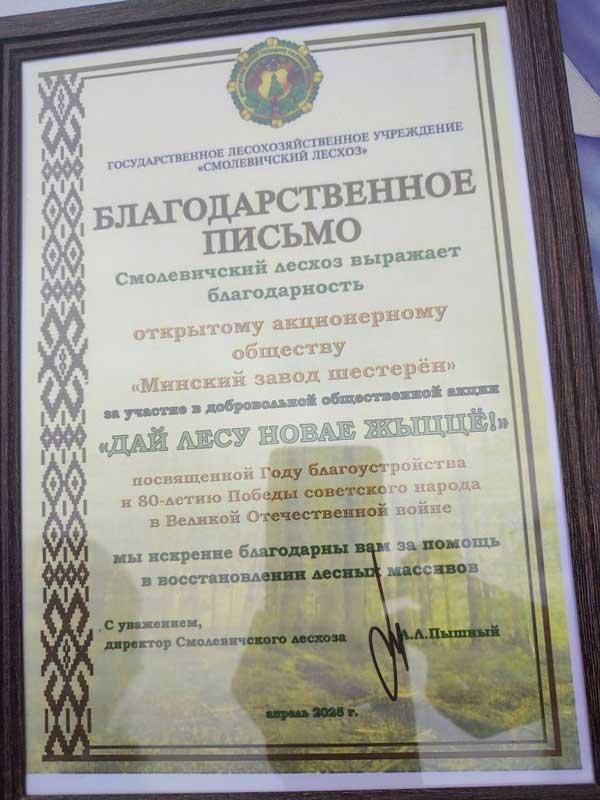 ГОСУДАРСТВЕННОЕ ЛЕСОХОЗЯЙСТВЕННОЕ УЧРЕЖДЕНИЕ
«СМОЛЕВИЧСКИЙ ЛЕСХОЗ»
БЛАГОДАРСТВЕННОЕ
ПИСЬМО
Смолевичский лесхоз выражает
благодарность
открытому акционерному
обществу
«Минский завод шестерён»
за участие в добровольной общественной акции
«ДАЙ ЛЕСУ НОВАЕ ЖЫЦЦЁ!»
посвященной Году благоустройства
и 80-летию Победы советского народа
в Великой Отечественной войне
мы искренне благодарны вам за помощь
в восстановлении лесных массивов
С уважением,
директор Смолевичского лесхоза А.Л.Пышный
апрель 2025 г.